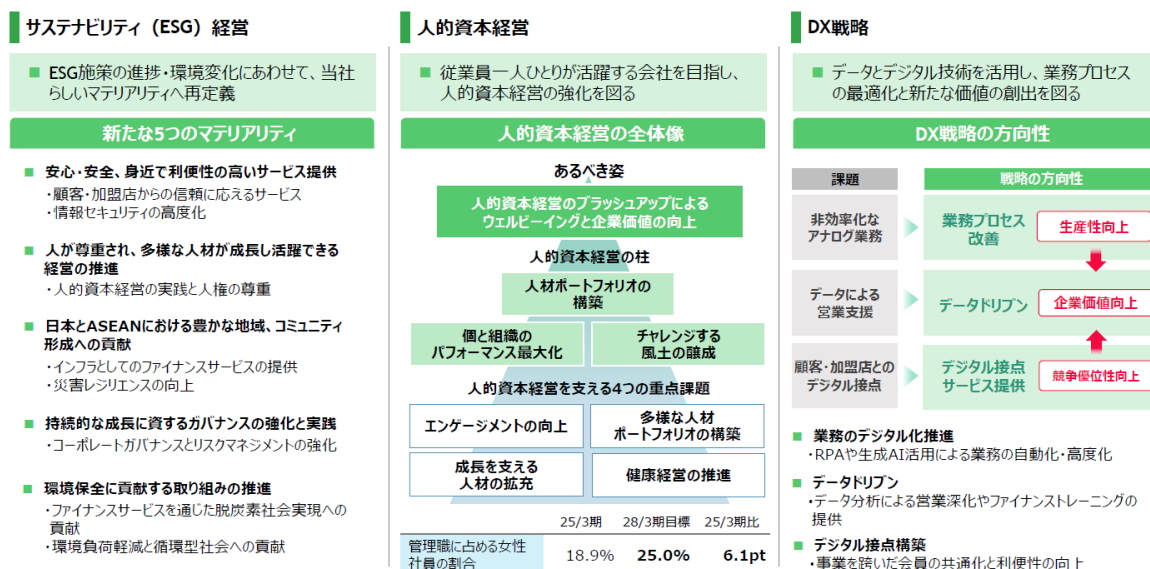 サステナビリティ（ESG）経営
■ ESG施策の進捗・環境変化にあわせて、当社
らしいマテリアリティへ再定義
新たな5つのマテリアリティ
■ 安心・安全、身近で利便性の高いサービス提供
・顧客・加盟店からの信頼に応えるサービス
・情報セキュリティの高度化
■ 人が尊重され、多様な人材が成長し活躍できる
経営の推進
・人的資本経営の実践と人権の尊重
■ 日本とASEANにおける豊かな地域、コミュニティ
形成への貢献
・インフラとしてのファイナンスサービスの提供
・災害レジリエンスの向上
■ 持続的な成長に資するガバナンスの強化と実践
・コーポレートガバナンスとリスクマネジメントの強化
■ 環境保全に貢献する取り組みの推進
・ファイナンスサービスを通じた脱炭素社会実現への
貢献
・環境負荷軽減と循環型社会への貢献
人的資本経営
■ 従業員一人ひとりが活躍する会社を目指し、
人的資本経営の強化を図る
人的資本経営の全体像
あるべき姿
人的資本経営のブラッシュアップによる
ウェルビーイングと企業価値の向上
人的資本経営の柱
人材ポートフォリオの
構築
個と組織の
パフォーマンス最大化
チャレンジする
風土の醸成
人的資本経営を支える4つの重点課題
エンゲージメントの向上
多様な人材
ポートフォリオの構築
成長を支える
人材の拡充
健康経営の推進
25/3期 28/3期目標 25/3期比
管理職に占める女性
社員の割合
18.9% 25.0% 6.1pt
DX戦略
■ データとデジタル技術を活用し、業務プロセス
の最適化と新たな価値の創出を図る
DX戦略の方向性
課題 戦略の方向性
非効率化な
アナログ業務
業務プロセス
改善
生産性向上
データによる
営業支援
データドリブン
企業価値向上
顧客・加盟店との
デジタル接点
デジタル接点
サービス提供
競争優位性向上
■ 業務のデジタル化推進
・RPAや生成AI活用による業務の自動化・高度化
■ データドリブン
・データ分析による営業深化やファイナンストレーニングの
提供
■ デジタル接点構築
・事業を跨いだ会員の共通化と利便性の向上